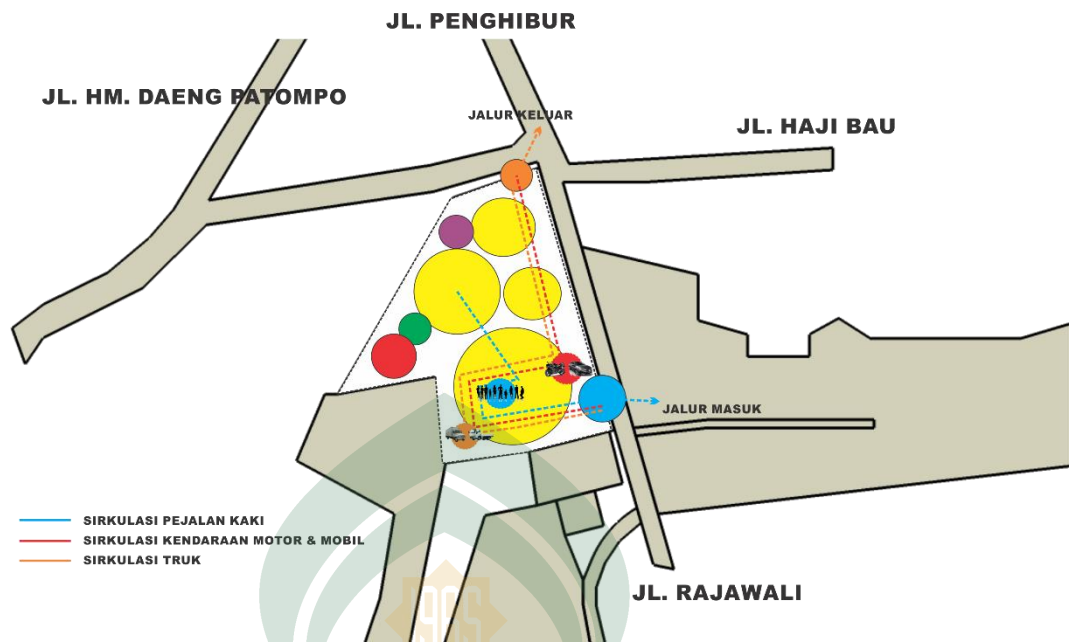 JL. PENGHIBUR
JL. HM. DAENG PATOMPO
JALUR KELUAR
JL. HAJI BAU
JALUR MASUK
SIRKULASI PEJALAN KAKI
SIRKULASI KENDARAAN MOTOR & MOBIL
SIRKULASI TRUK
JL. RAJAWALI
1965